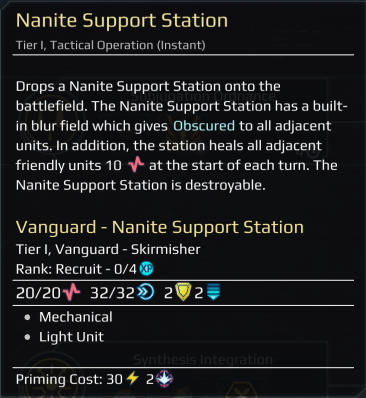 Nanite Support Station
Tier I, Tactical Operation (Instant)
Drops a Nanite Support Station onto the
battlefield. The Nanite Support Station has a built-
in blur field which gives Obscured to all adjacent
units. In addition, the station heals all adjacent
friendly units 10 at the start of each turn. The
Nanite Support Station is destroyable.
Vanguard - Nanite Support Station
Tier I, Vanguard - Skirmisher
Rank: Recruit - 0/4 XP
20/20 32/32 2 2
Mechanical
Light Unit
Synthesis Integration
Priming Cost: 30 2